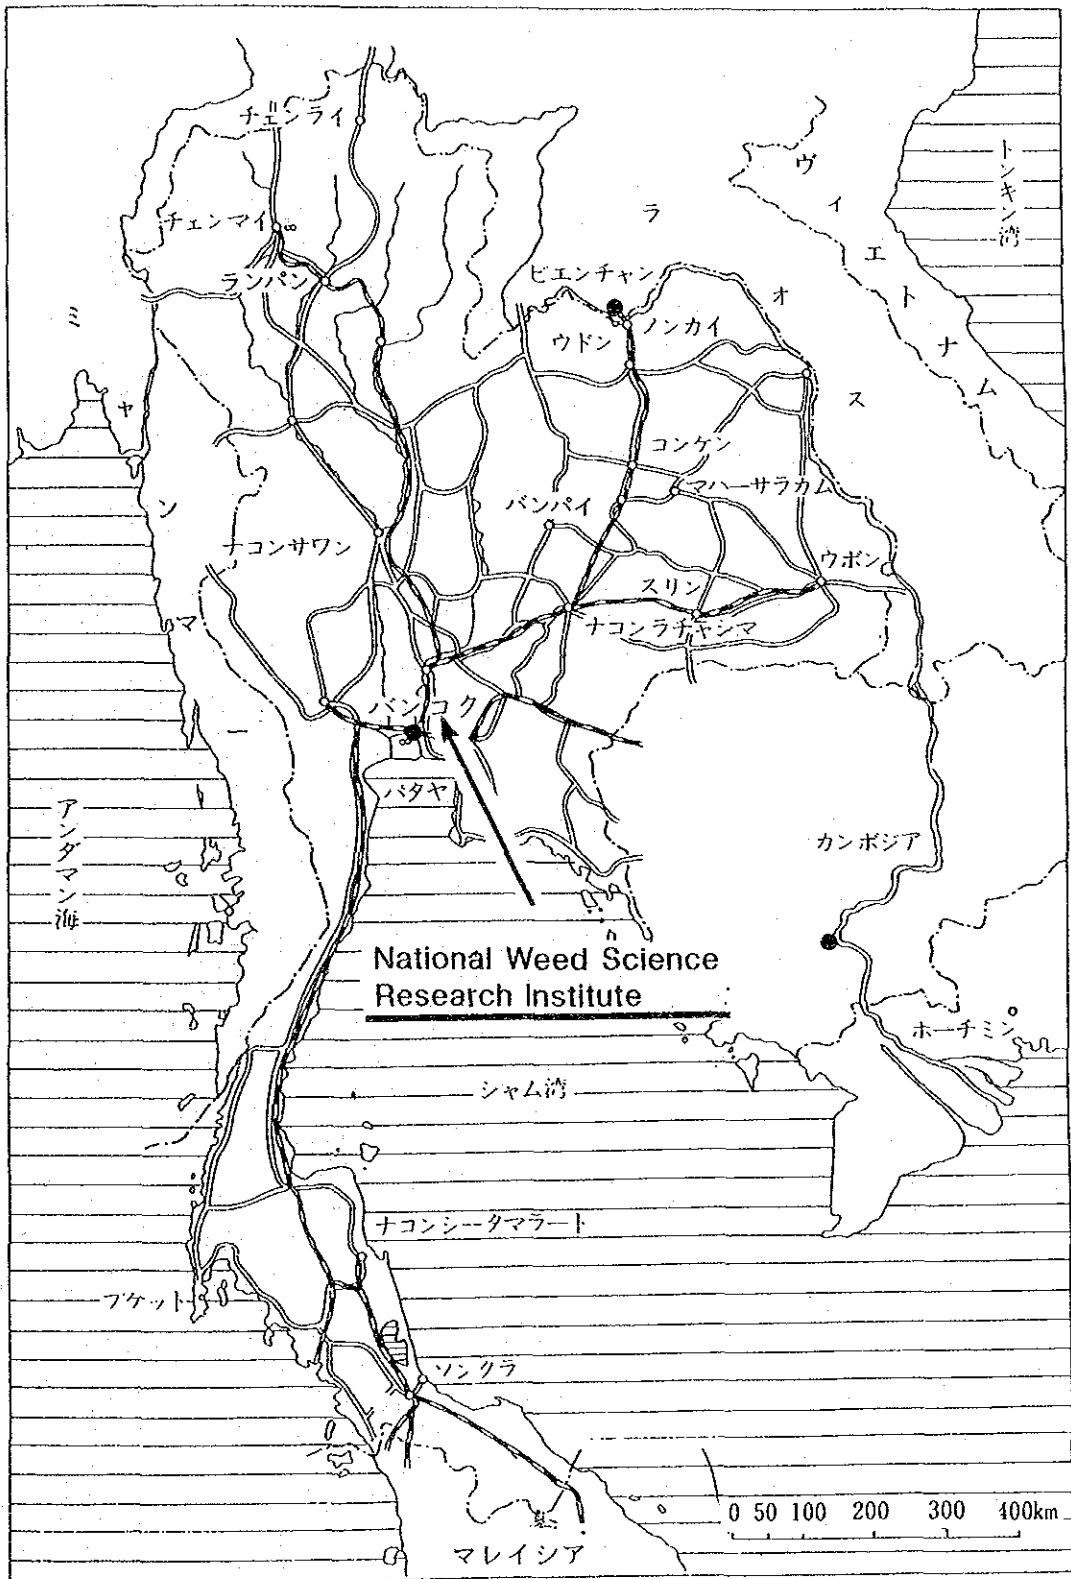 チェンライ
トンキン湾
ヴィエトナム
チェンマイ
ラオス
ランパン
ビエンチャン
ノンカイ
ウドン
ミャンマー
コンケン
マハーサラカム
バンパイ
ナコンサワン
ウボン
スリン
ナコンラチャシマ
バンコク
パタヤ
アンダマン海
カンボジア
National Weed Science
Research Institute
ホーチミン
シャム湾
ナコンシータマラート
プケット
ソンクラ
0 50 100 200 300 400km
マレイシア